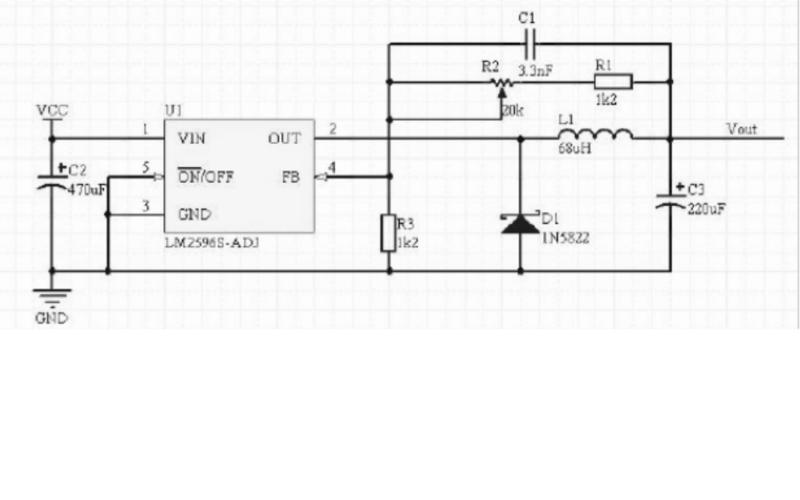 C1
R2 3.3nF R1
VCC U1 20k 1k2
L1
1 VIN OUT 2 Vout
68uH
C2 5 ON/OFF FB 4 C3
470uF 220uF
3 GND R3 D1
1k2 1N5822
LM2596S-ADJ
GND